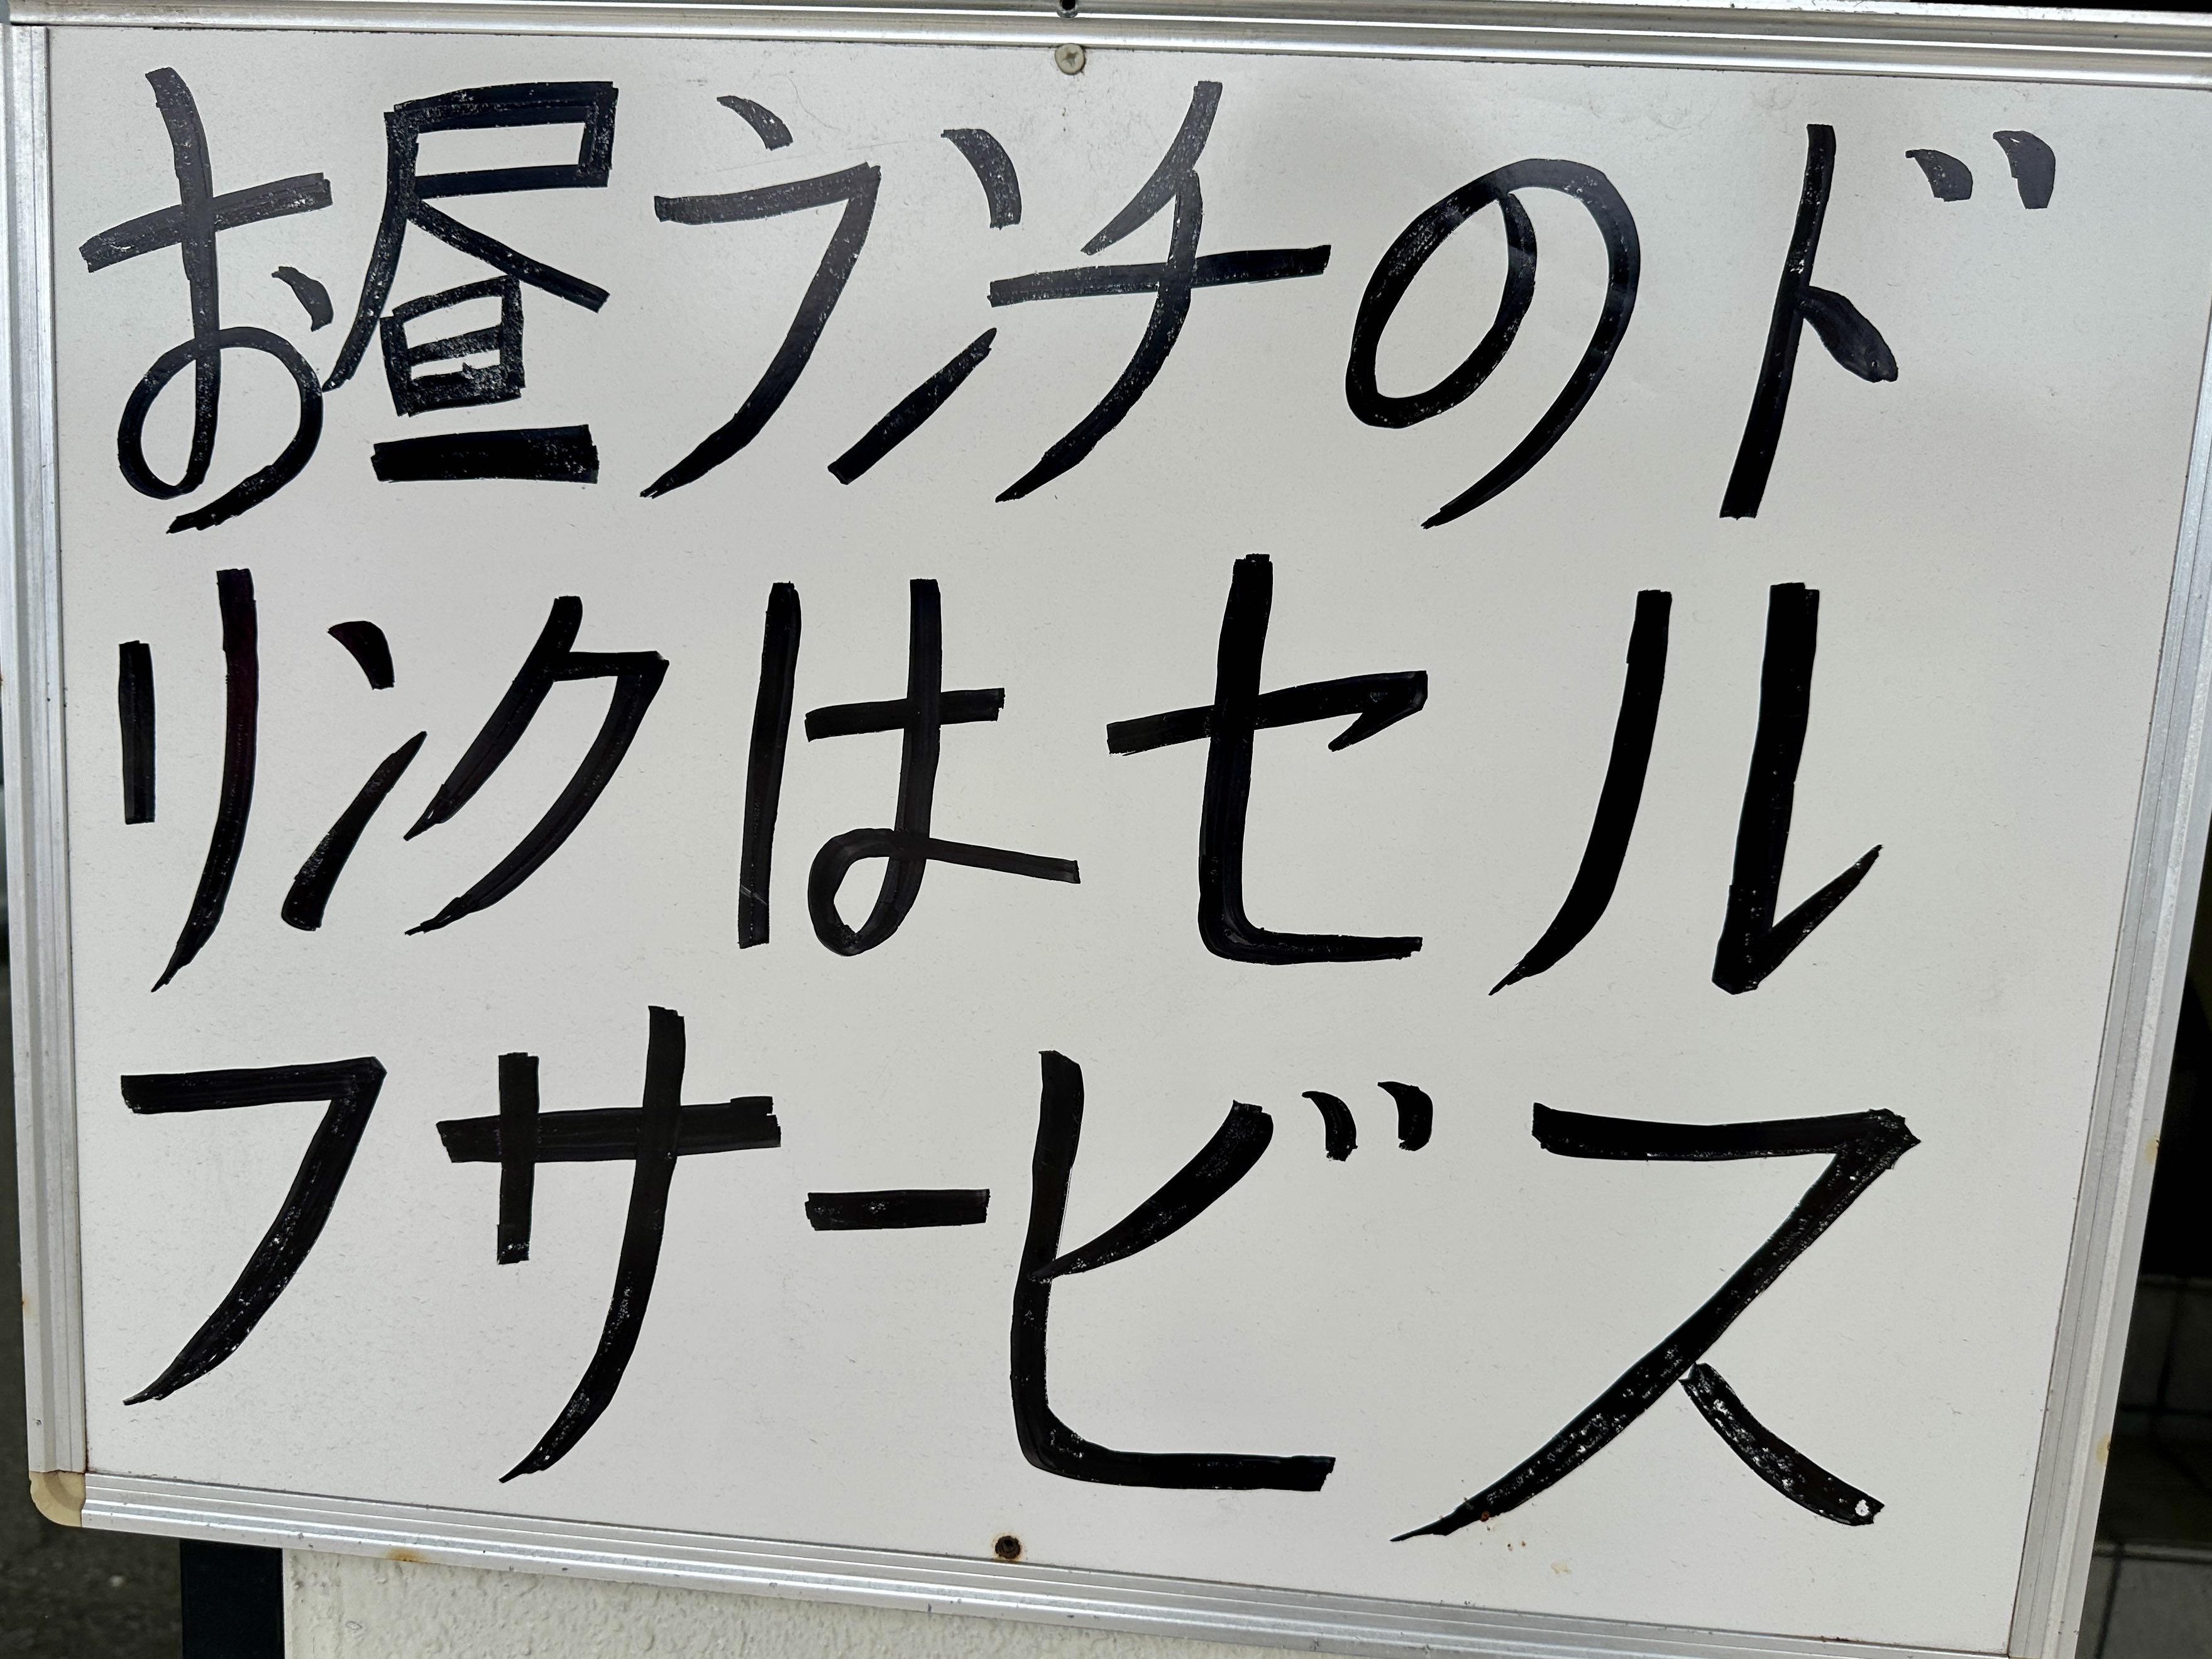 お昼ランチのド
リンクはセル
フサービス